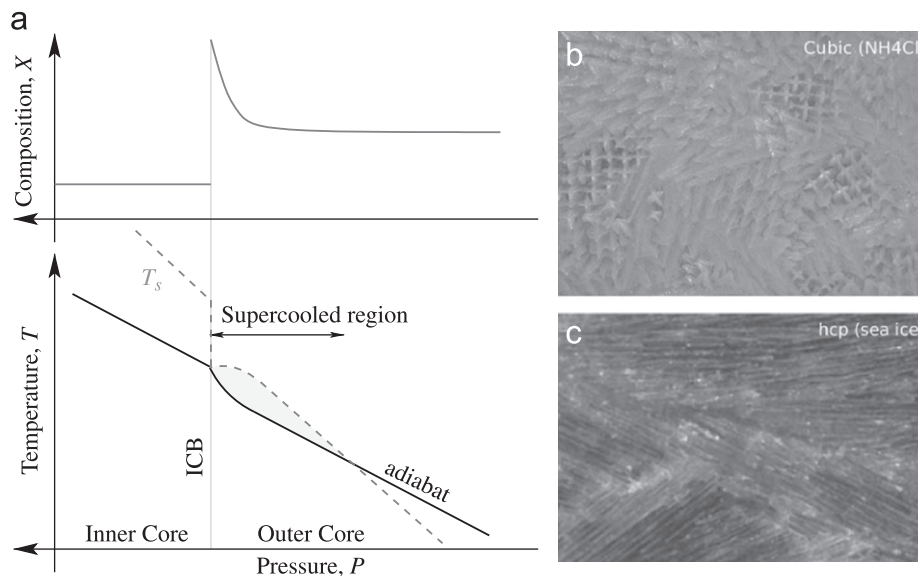 a
Composition, X
Temperature, T
T_s
Supercooled region
ICB
adiabat
Inner Core
Outer Core
Pressure, P
b
Cubic (NH4Cl
c
hcp (sea ice